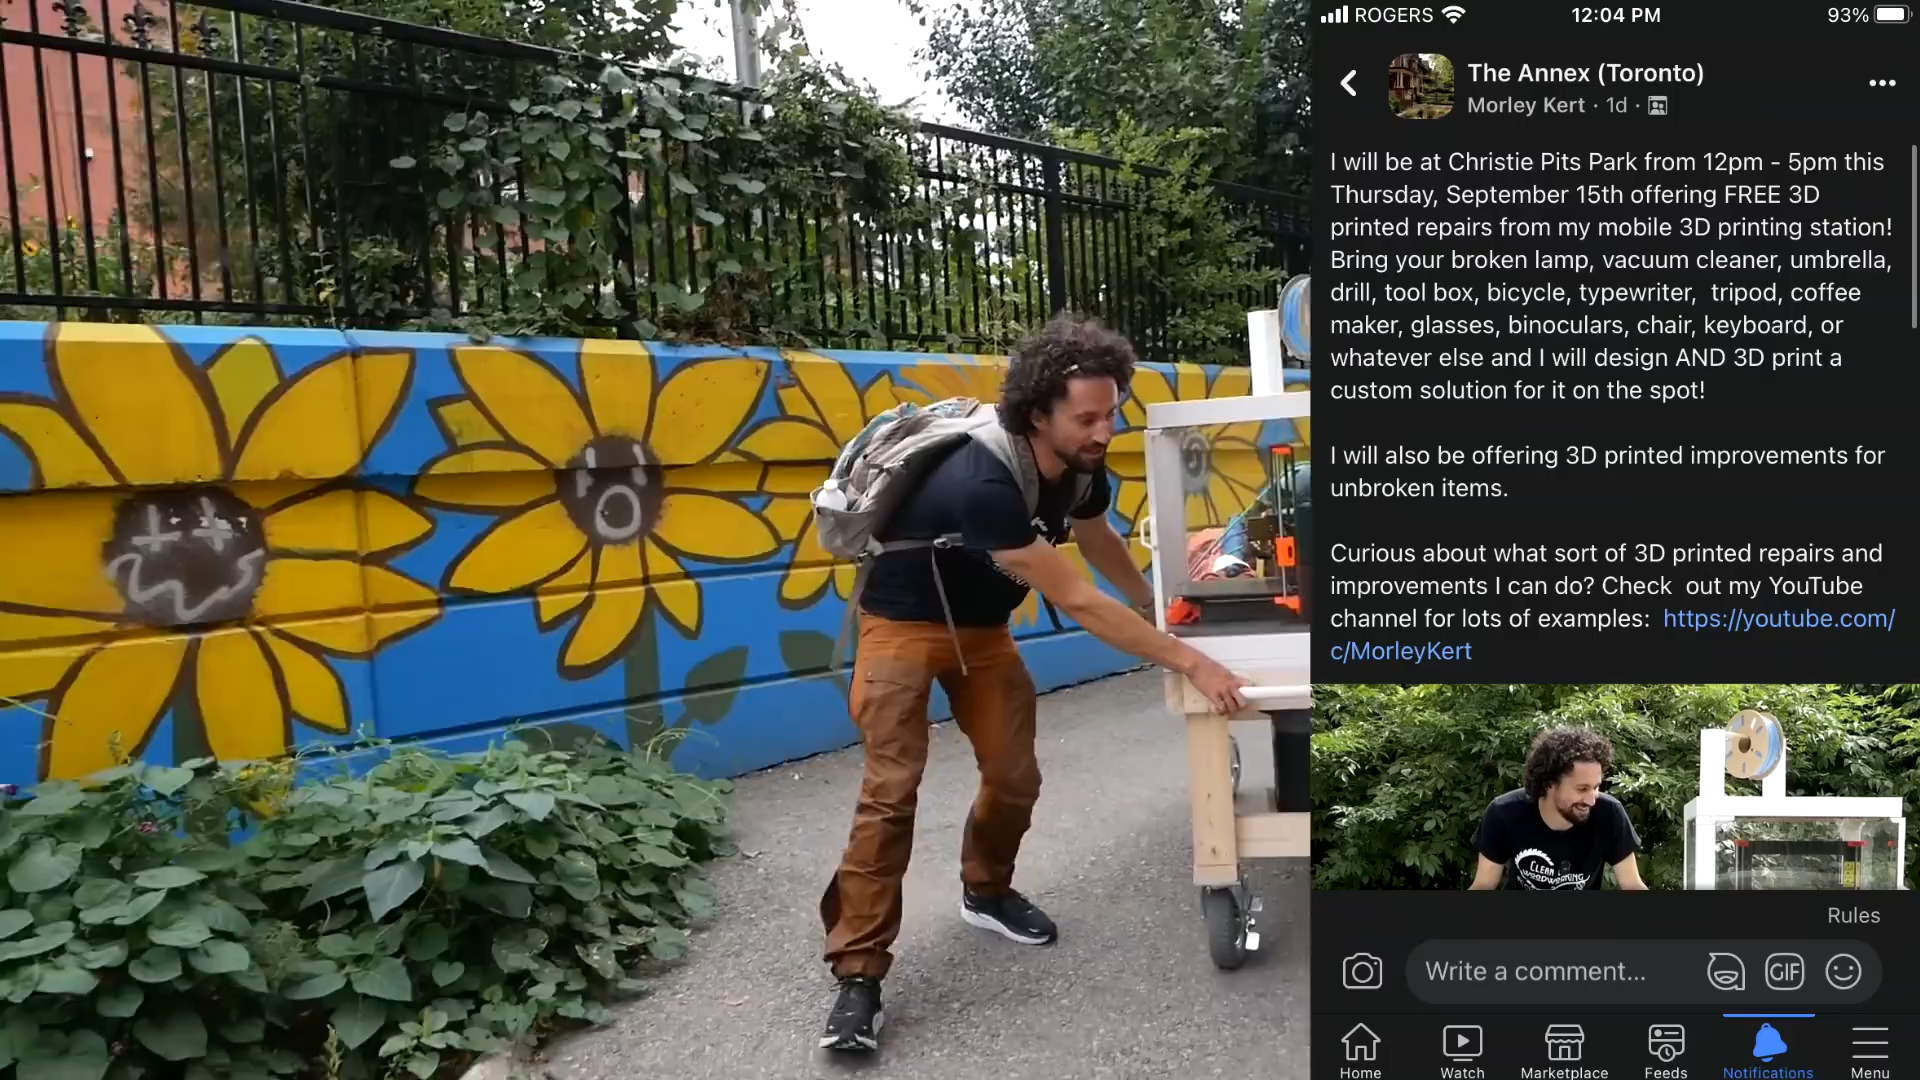 ROGERS 12:04 PM 93%
The Annex (Toronto)
Morley Kert · 1d ·
I will be at Christie Pits Park from 12pm - 5pm this
Thursday, September 15th offering FREE 3D
printed repairs from my mobile 3D printing station!
Bring your broken lamp, vacuum cleaner, umbrella,
drill, tool box, bicycle, typewriter, tripod, coffee
maker, glasses, binoculars, chair, keyboard, or
whatever else and I will design AND 3D print a
custom solution for it on the spot!
I will also be offering 3D printed improvements for
unbroken items.
Curious about what sort of 3D printed repairs and
improvements I can do? Check out my YouTube
channel for lots of examples: https://youtube.com/
c/MorleyKert
CLEAN
WOODWORKING
Rules
Write a comment... GIF
Home Watch Marketplace Feeds Notifications Menu